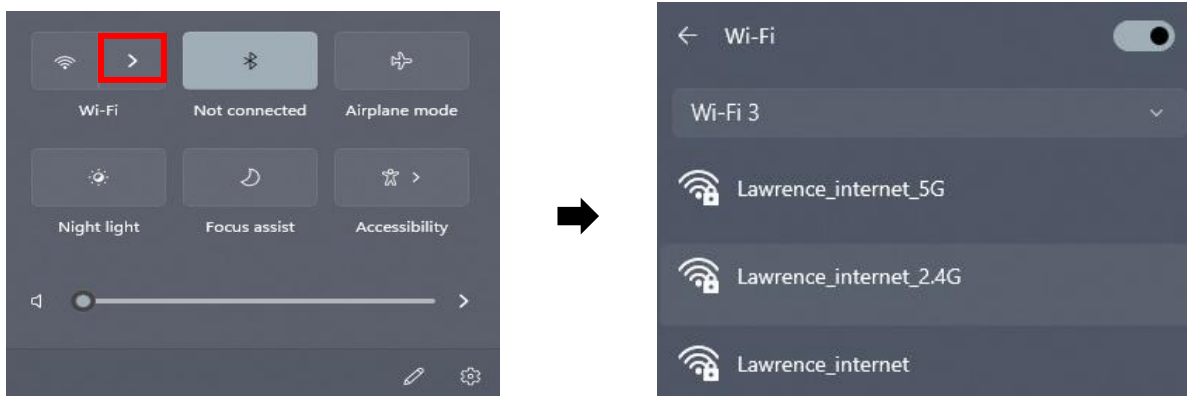 Wi-Fi
Not connected
Airplane mode
Night light
Focus assist
Accessibility
Wi-Fi
Wi-Fi 3
Lawrence_internet_5G
Lawrence_internet_2.4G
Lawrence_internet